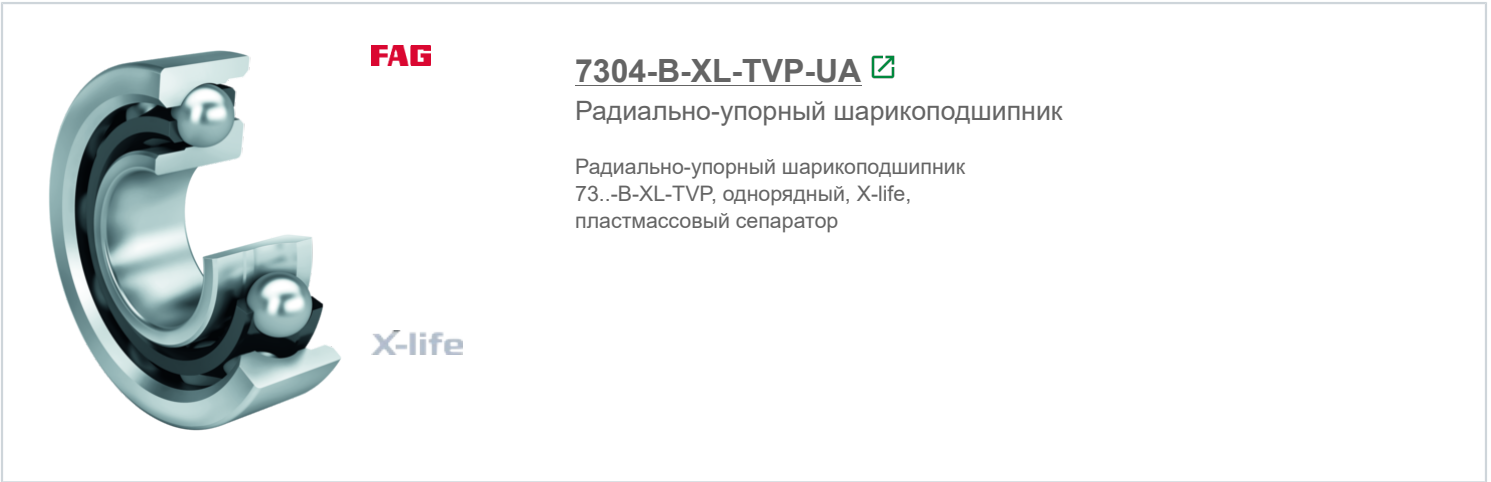 FAG
7304-B-XL-TVP-UA
Радиально-упорный шарикоподшипник
Радиально-упорный шарикоподшипник
73..-B-XL-TVP, однорядный, X-life,
пластмассовый сепаратор
X-life